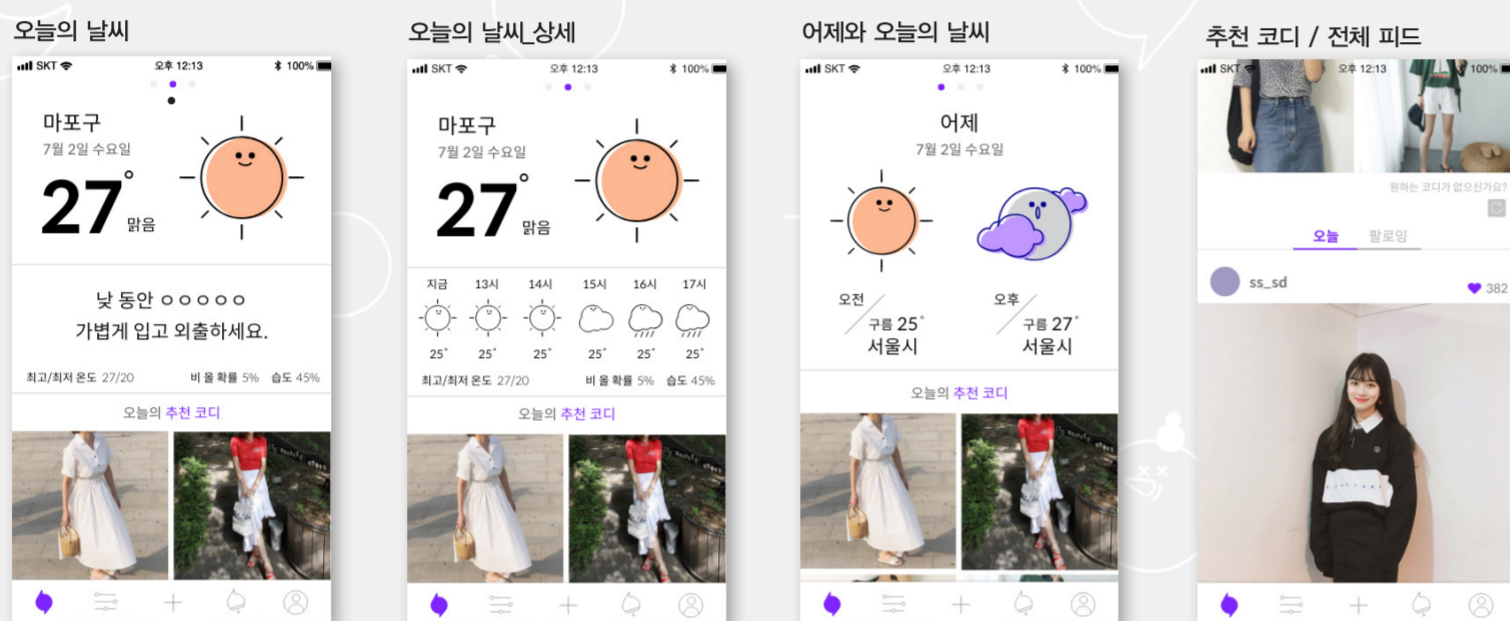 오늘의 날씨
SKT 오후 12:13 100%
마포구
7월 2일 수요일
27°
맑음
낮 동안 ㅇㅇㅇㅇㅇ
가볍게 입고 외출하세요.
최고/최저 온도 27/20 비 올 확률 5% 습도 45%
오늘의 추천 코디
오늘의 날씨_상세
SKT 오후 12:13 100%
마포구
7월 2일 수요일
27°
맑음
지금 13시 14시 15시 16시 17시
25° 25° 25° 25° 25° 25°
최고/최저 온도 27/20 비 올 확률 5% 습도 45%
오늘의 추천 코디
어제와 오늘의 날씨
SKT 오후 12:13 100%
어제
7월 2일 수요일
오전 오후
구름 25° 구름 27°
서울시 서울시
오늘의 추천 코디
추천 코디 / 전체 피드
SKT 오후 12:13 100%
원하는 코디가 없으신가요?
오늘 팔로잉
ss_sd
382